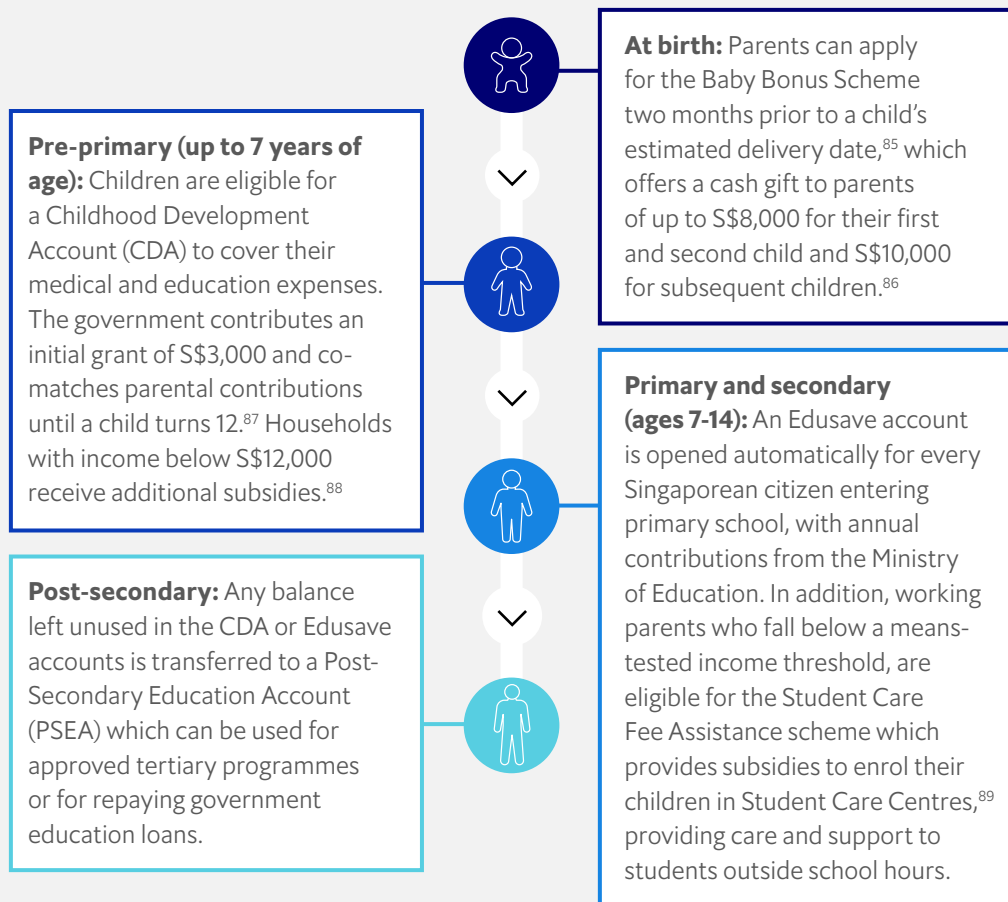 At birth: Parents can apply
for the Baby Bonus Scheme
two months prior to a child’s
estimated delivery date,85 which
offers a cash gift to parents
of up to S$8,000 for their first
and second child and S$10,000
for subsequent children.86
Pre-primary (up to 7 years of
age): Children are eligible for
a Childhood Development
Account (CDA) to cover their
medical and education expenses.
The government contributes an
initial grant of S$3,000 and co-
matches parental contributions
until a child turns 12.87 Households
with income below S$12,000
receive additional subsidies.88
Primary and secondary
(ages 7-14): An Edusave account
is opened automatically for every
Singaporean citizen entering
primary school, with annual
contributions from the Ministry
of Education. In addition, working
parents who fall below a means-
tested income threshold, are
eligible for the Student Care
Fee Assistance scheme which
provides subsidies to enrol their
children in Student Care Centres,89
providing care and support to
students outside school hours.
Post-secondary: Any balance
left unused in the CDA or Edusave
accounts is transferred to a Post-
Secondary Education Account
(PSEA) which can be used for
approved tertiary programmes
or for repaying government
education loans.